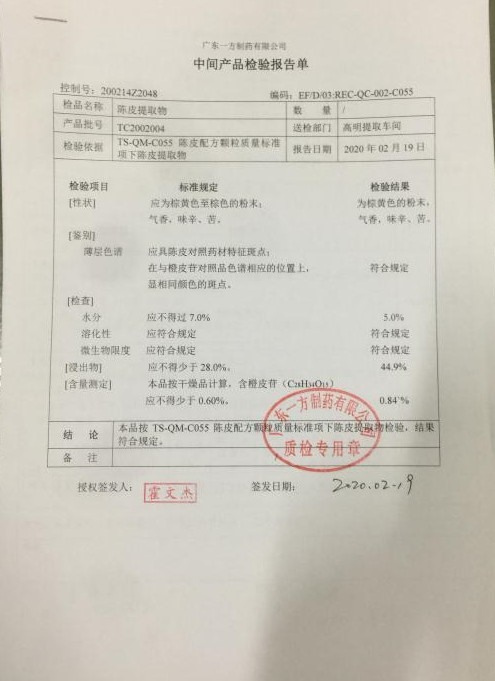 广东一方制药有限公司
中间产品检验报告单
控制号：200214Z2048 编码：EF/D/03:REC-QC-002-C055
检品名称 陈皮提取物 数 量 /
产品批号 TC2002004 送检部门 高明提取车间
检验依据 TS-QM-C055 陈皮配方颗粒质量标准项下陈皮提取物 报告日期 2020 年 02 月 19 日
检验项目 标准规定 检验结果
[性状] 应为棕黄色至棕色的粉末； 为棕黄色的粉末，
气香，味辛、苦。 气香，味辛、苦。
[鉴别]
薄层色谱 应具陈皮对照药材特征斑点；
在与橙皮苷对照品色谱相应的位置上， 符合规定
显相同颜色的斑点。
[检查]
水分 应不得过 7.0% 5.0%
溶化性 应符合规定 符合规定
微生物限度 应符合规定 符合规定
[浸出物] 应不得少于 28.0%。 44.9%
[含量测定] 本品按干燥品计算，含橙皮苷（C28H34O15）
应不得少于 0.60%。 0.84%
结 论 本品按 TS-QM-C055 陈皮配方颗粒质量标准项下陈皮提取物检验，结果
符合规定。
备 注 /
广东一方制药有限公司
质检专用章
授权签发人： 霍文杰 签发日期： 2020.02.19